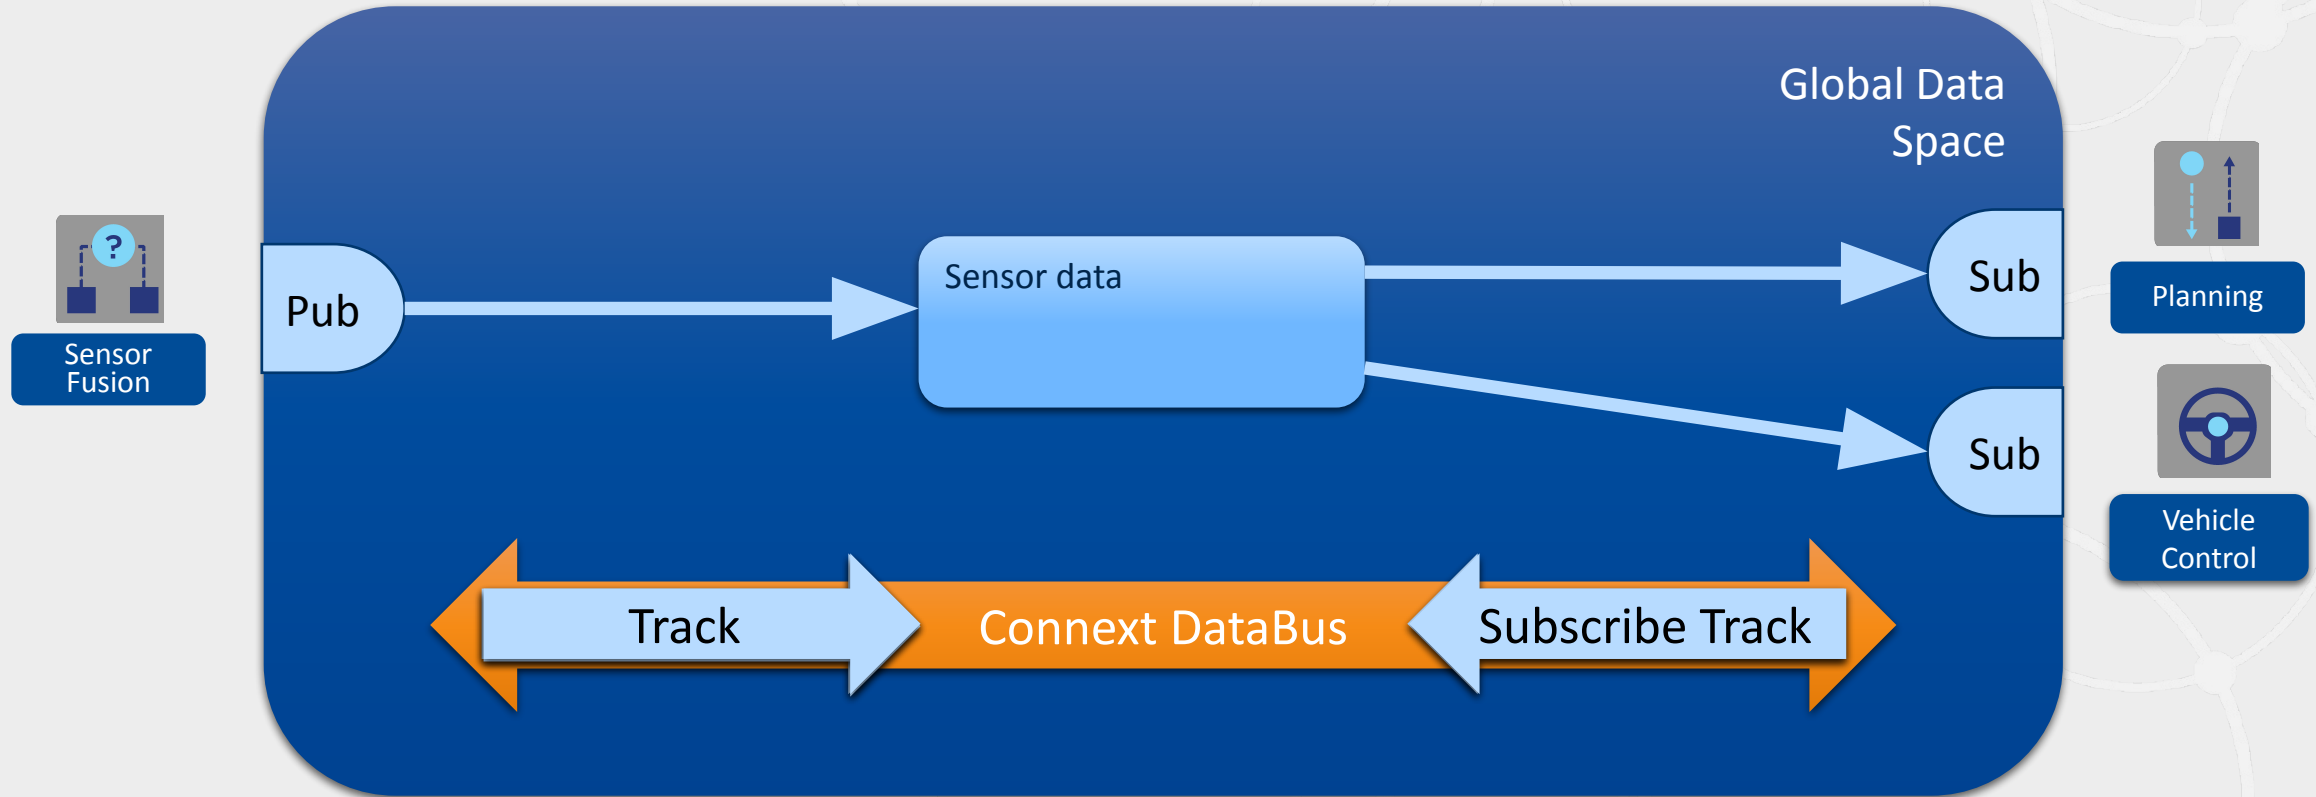 Global Data
Space
?
Sensor
Fusion
Pub
Sensor data
Sub
Planning
Sub
Vehicle
Control
Track
Connext DataBus
Subscribe Track